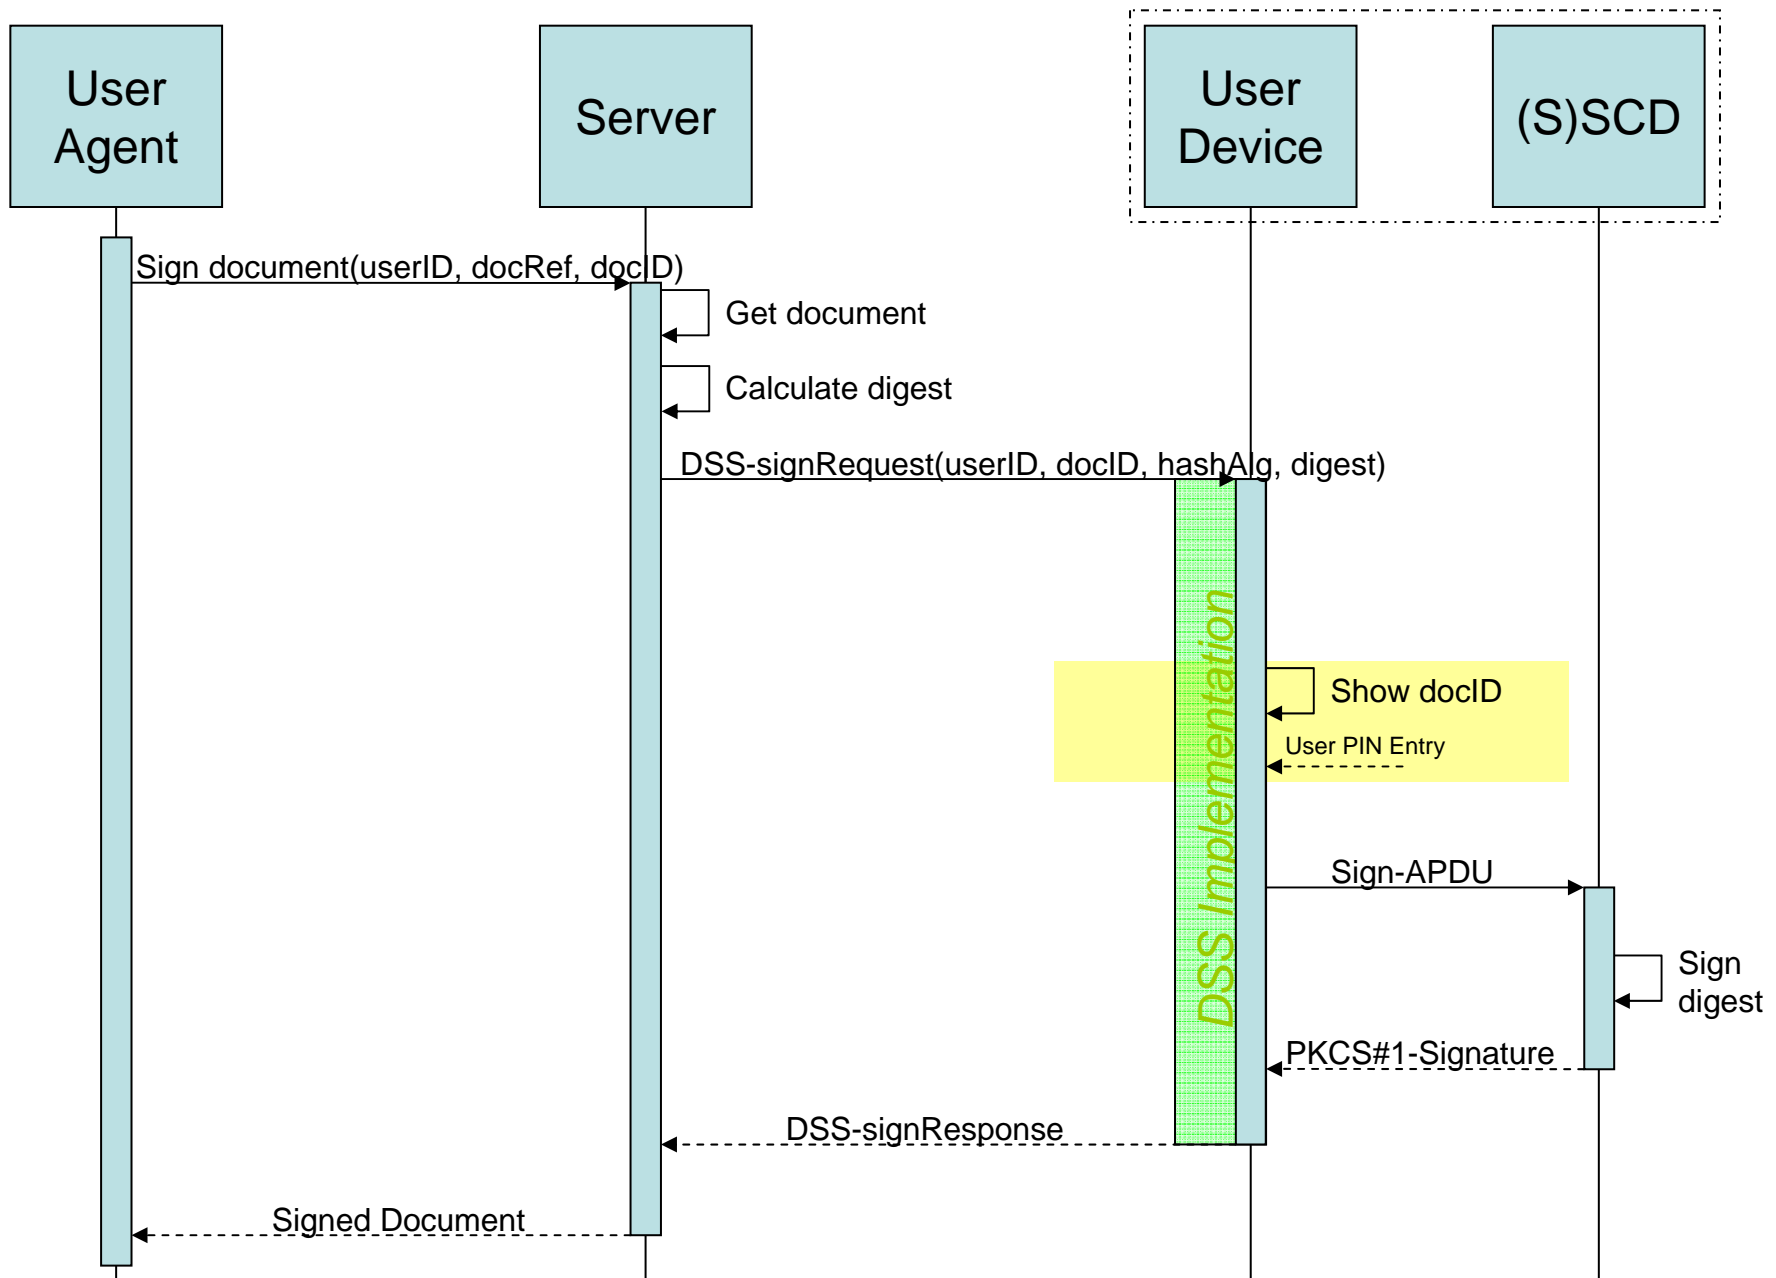 User
Agent
Server
User
Device
(S)SCD
Sign document(userID, docRef, docID)
Get document
Calculate digest
DSS-signRequest(userID, docID, hashAlg, digest)
DSS Implementation
Show docID
User PIN Entry
Sign-APDU
Sign
digest
PKCS#1-Signature
DSS-signResponse
Signed Document